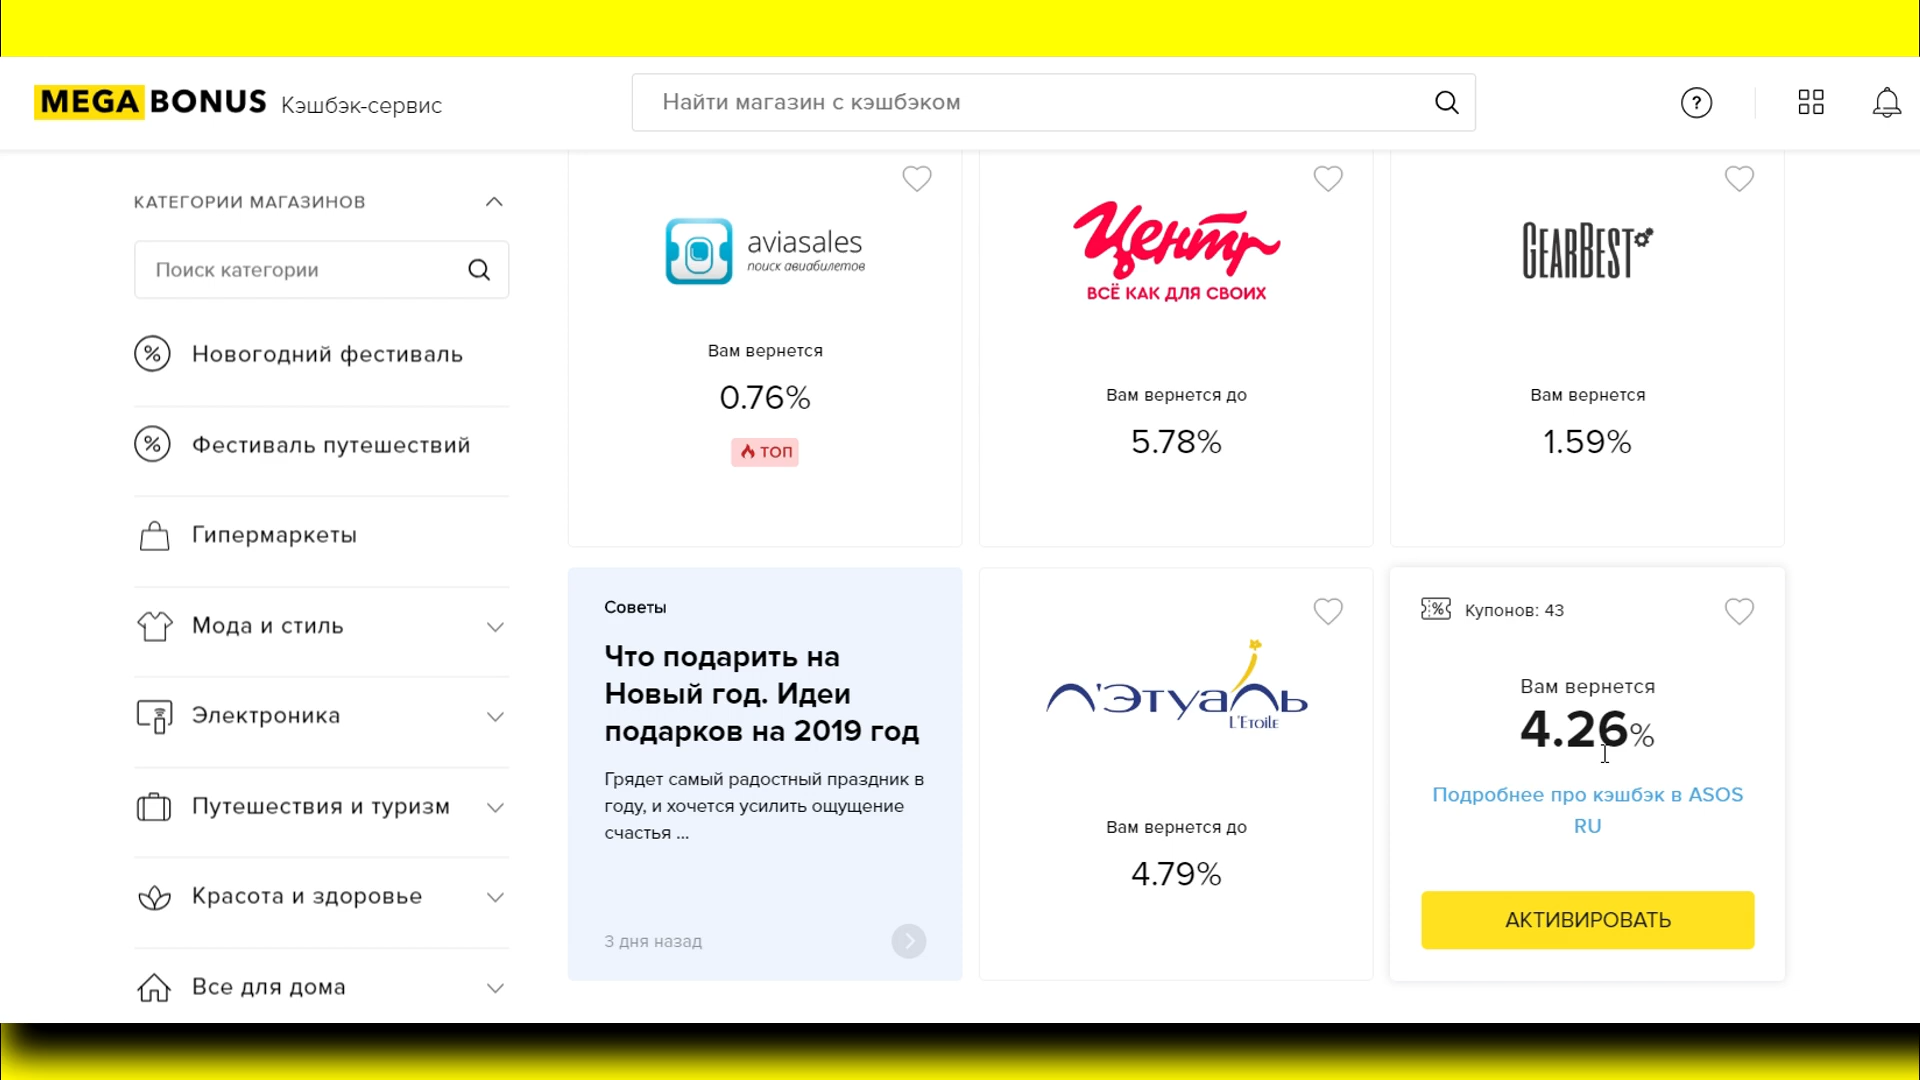 MEGA BONUS Кэшбэк-сервис
Найти магазин с кэшбэком
?
КАТЕГОРИИ МАГАЗИНОВ
Поиск категории
% Новогодний фестиваль
% Фестиваль путешествий
Гипермаркеты
Мода и стиль
Электроника
Путешествия и туризм
Красота и здоровье
Все для дома
aviasales
поиск авиабилетов
Вам вернется
0.76%
ТОП
Центр
ВСЁ КАК ДЛЯ СВОИХ
Вам вернется до
5.78%
GEARBEST
Вам вернется
1.59%
Советы
Что подарить на
Новый год. Идеи
подарков на 2019 год
Грядет самый радостный праздник в
году, и хочется усилить ощущение
счастья ...
3 дня назад
Л'Этуаль
L'Etoile
Вам вернется до
4.79%
% Купонов: 43
Вам вернется
4.26%
Подробнее про кэшбэк в ASOS
RU
АКТИВИРОВАТЬ